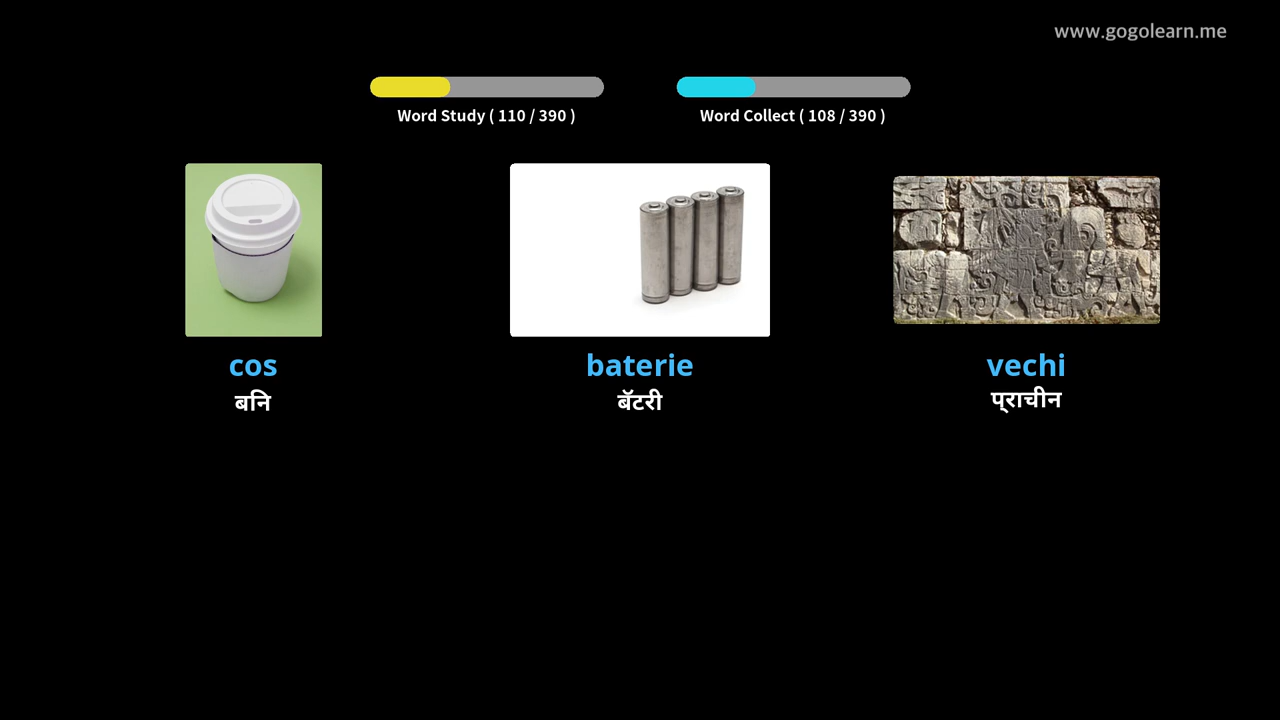 www.gogolearn.me
Word Study ( 110 / 390 )
Word Collect ( 108 / 390 )
cos
बनि
baterie
बॅटरी
vechi
प्राचीन